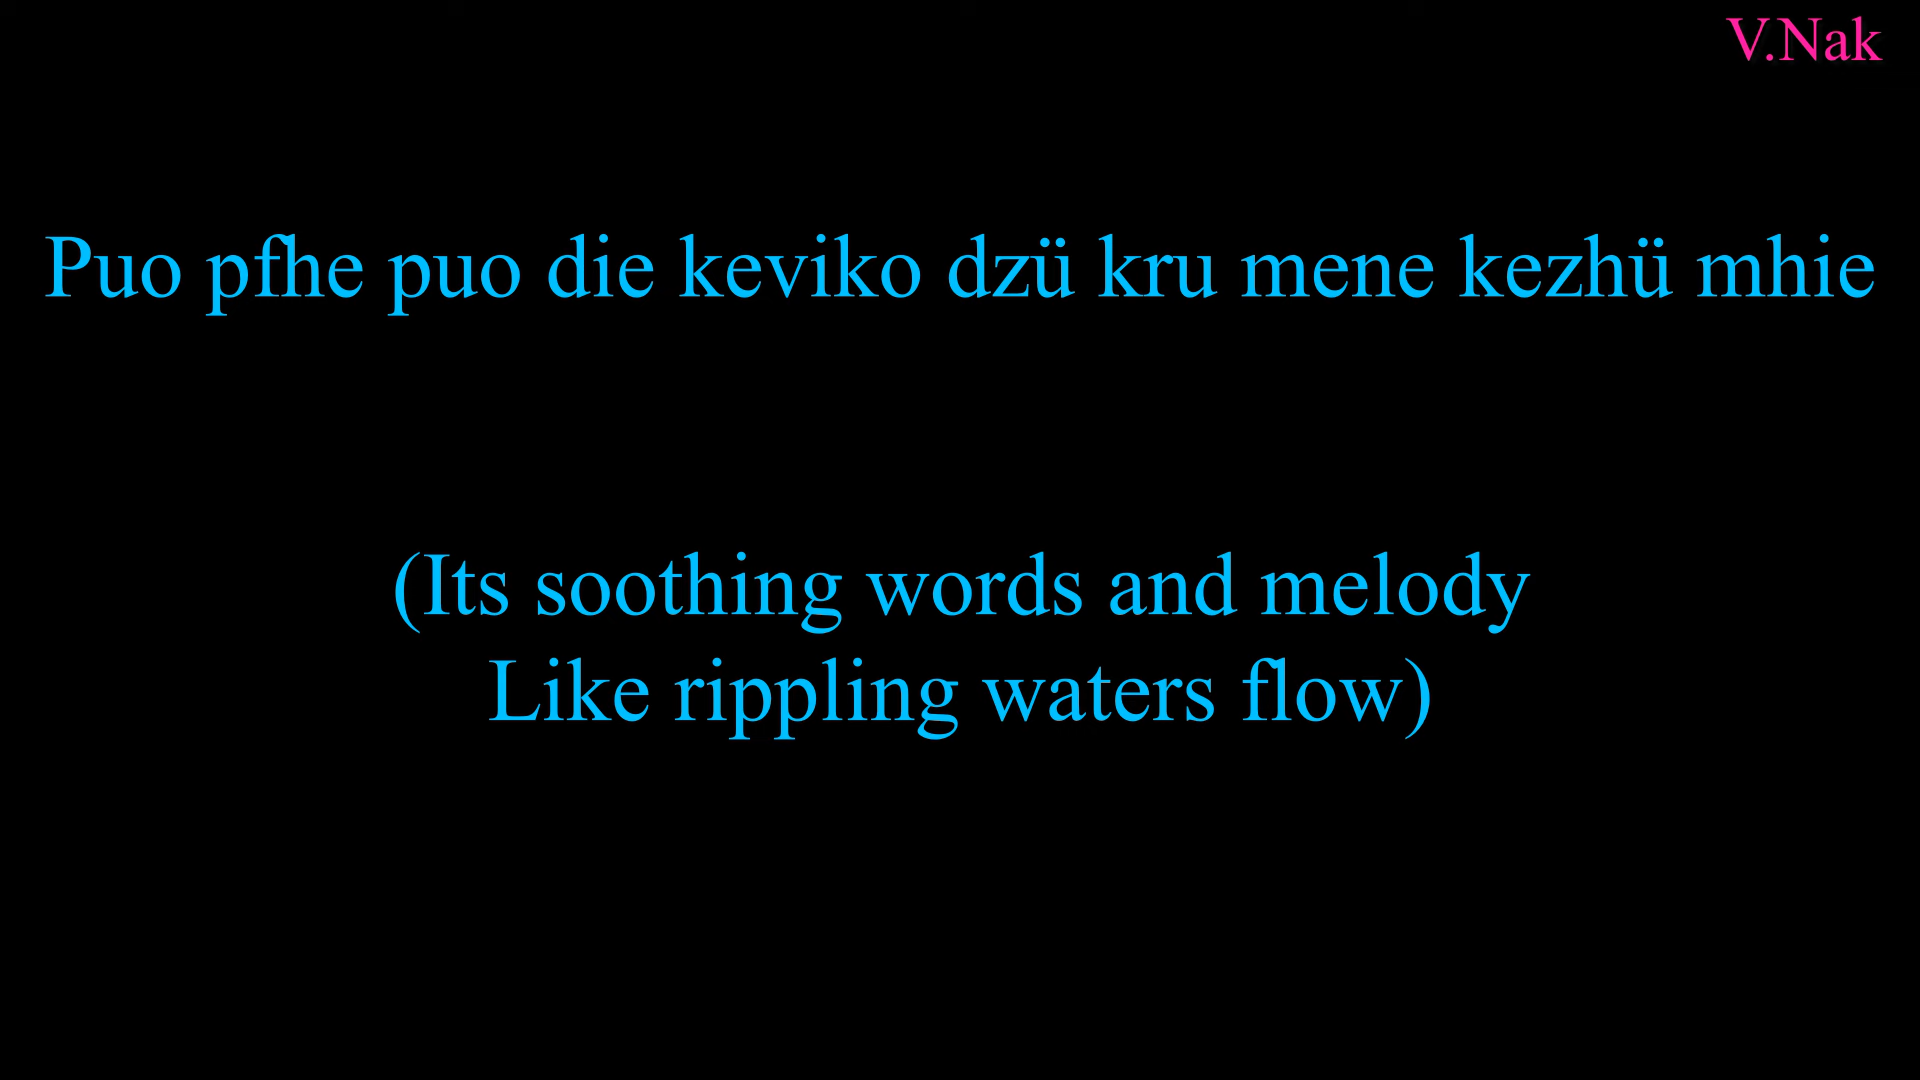 V.Nak
Puo pfhe puo die keviko dzü kru mene kezhü mhie
(Its soothing words and melody
Like rippling waters flow)